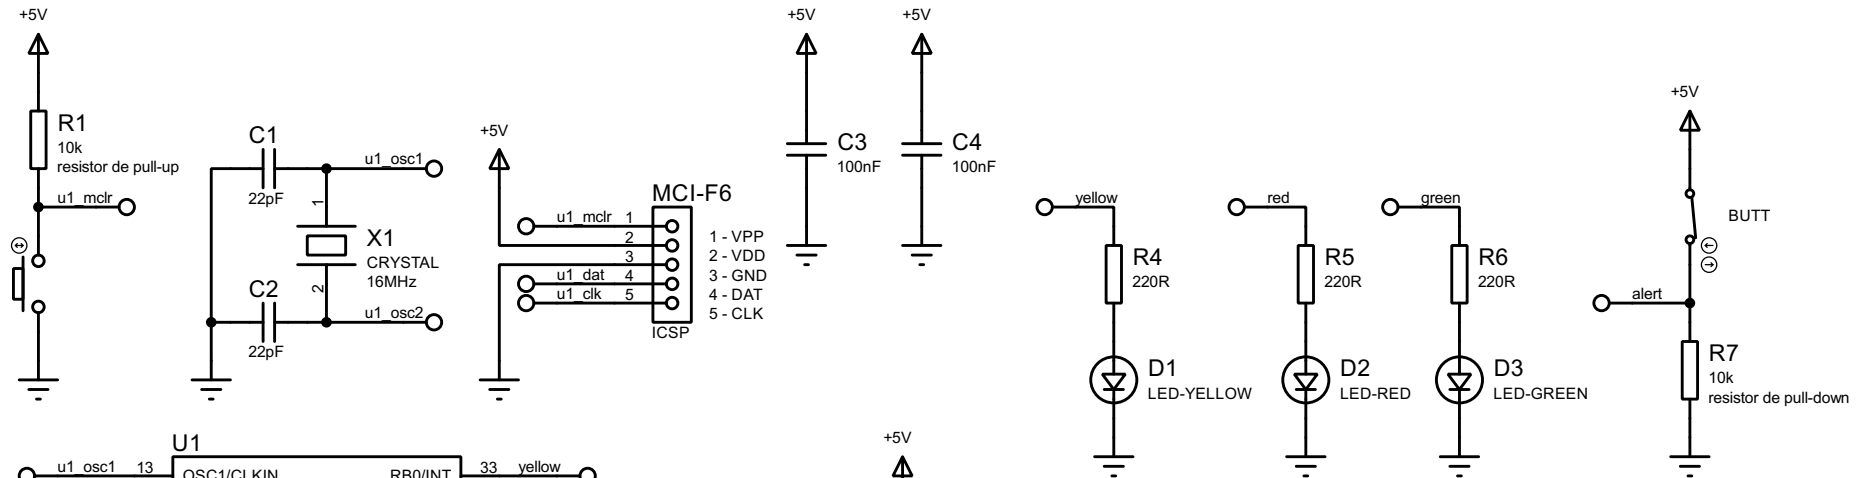 +5V
R1
10k
resistor de pull-up
u1_mclr
C1
22pF
u1_osc1
1
X1
CRYSTAL
16MHz
2
C2
22pF
u1_osc2
+5V
MCI-F6
u1_mclr 1
2
3
u1_dat 4
u1_clk 5
ICSP
1 - VPP
2 - VDD
3 - GND
4 - DAT
5 - CLK
+5V
C3
100nF
+5V
C4
100nF
yellow
R4
220R
D1
LED-YELLOW
red
R5
220R
D2
LED-RED
green
R6
220R
D3
LED-GREEN
+5V
BUTT
alert
R7
10k
resistor de pull-down
U1
u1_osc1 13 OSC1/CLKIN RB0/INT 33 yellow
+5V